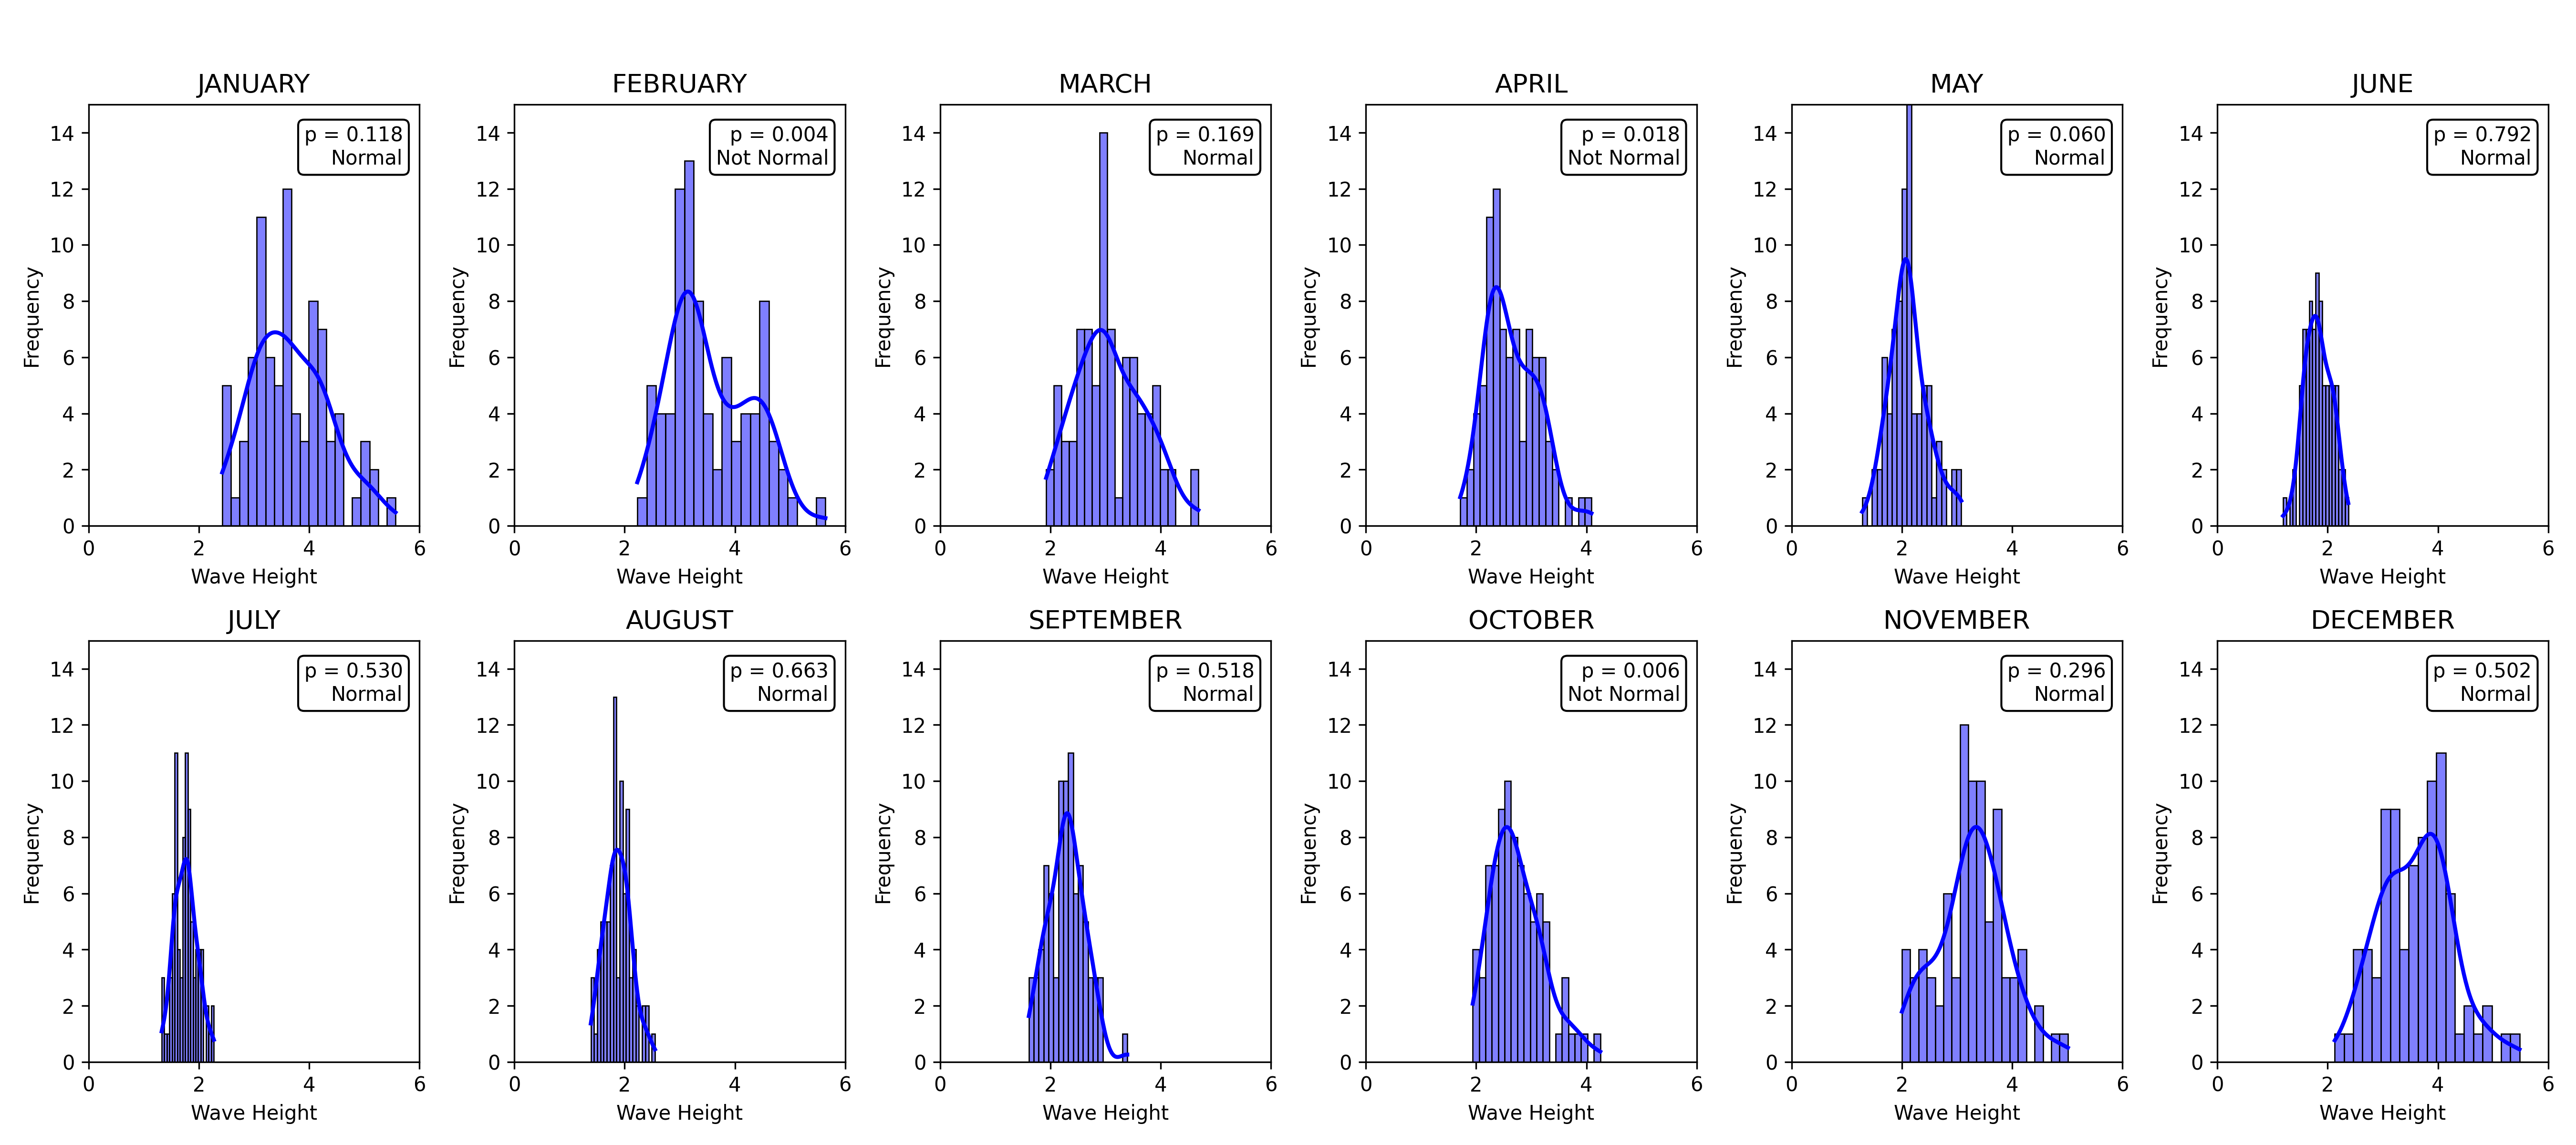 JANUARY
p = 0.118
Normal
Frequency
14
12
10
8
6
4
2
0
0 2 4 6
Wave Height
FEBRUARY
p = 0.004
Not Normal
Frequency
14
12
10
8
6
4
2
0
0 2 4 6
Wave Height
MARCH
p = 0.169
Normal
Frequency
14
12
10
8
6
4
2
0
0 2 4 6
Wave Height
APRIL
p = 0.018
Not Normal
Frequency
14
12
10
8
6
4
2
0
0 2 4 6
Wave Height
MAY
p = 0.060
Normal
Frequency
14
12
10
8
6
4
2
0
0 2 4 6
Wave Height
JUNE
p = 0.792
Normal
Frequency
14
12
10
8
6
4
2
0
0 2 4 6
Wave Height
JULY
p = 0.530
Normal
Frequency
14
12
10
8
6
4
2
0
0 2 4 6
Wave Height
AUGUST
p = 0.663
Normal
Frequency
14
12
10
8
6
4
2
0
0 2 4 6
Wave Height
SEPTEMBER
p = 0.518
Normal
Frequency
14
12
10
8
6
4
2
0
0 2 4 6
Wave Height
OCTOBER
p = 0.006
Not Normal
Frequency
14
12
10
8
6
4
2
0
0 2 4 6
Wave Height
NOVEMBER
p = 0.296
Normal
Frequency
14
12
10
8
6
4
2
0
0 2 4 6
Wave Height
DECEMBER
p = 0.502
Normal
Frequency
14
12
10
8
6
4
2
0
0 2 4 6
Wave Height